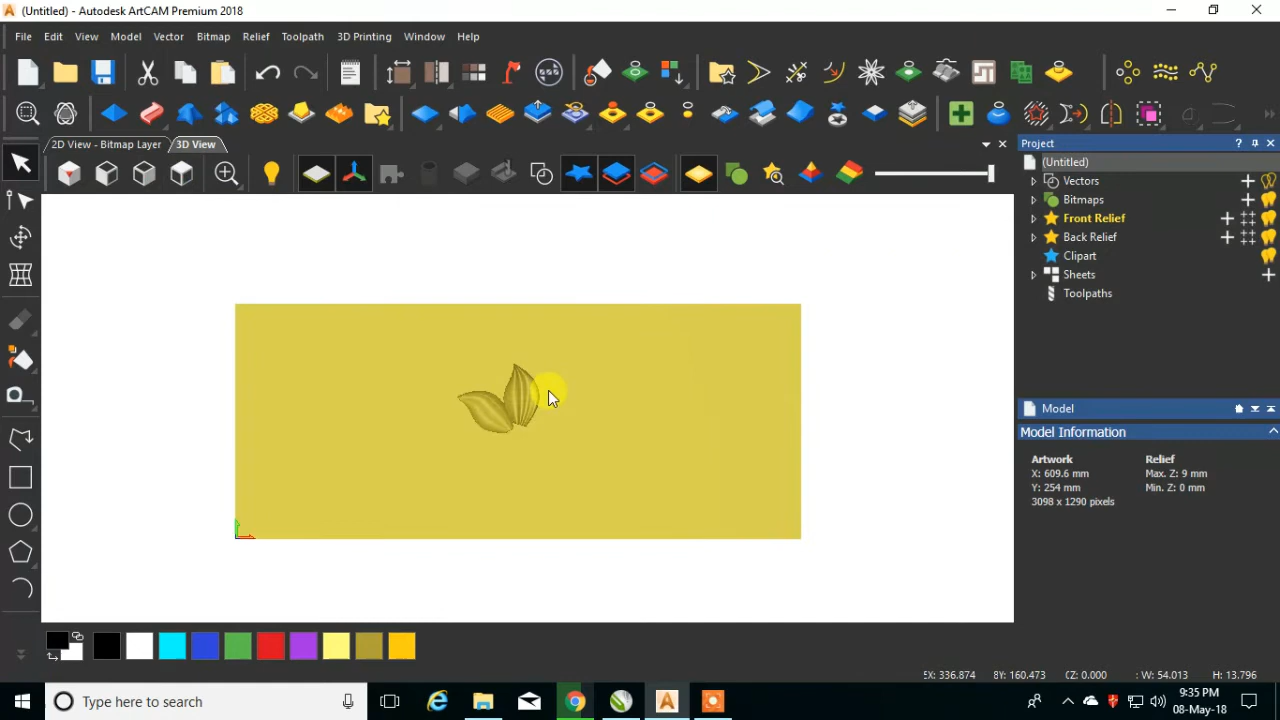 (Untitled) - Autodesk ArtCAM Premium 2018
File Edit View Model Vector Bitmap Relief Toolpath 3D Printing Window Help
2D View - Bitmap Layer 3D View
Project
(Untitled)
Vectors
Bitmaps
Front Relief
Back Relief
Clipart
Sheets
Toolpaths
Model
Model Information
Artwork Relief
X: 609.6 mm Max. Z: 9 mm
Y: 254 mm Min. Z: 0 mm
3098 x 1290 pixels
EX: 336.874 BY: 160.473 CZ: 0.000 : W: 54.013 H: 13.796
Type here to search
9:35 PM
08-May-18